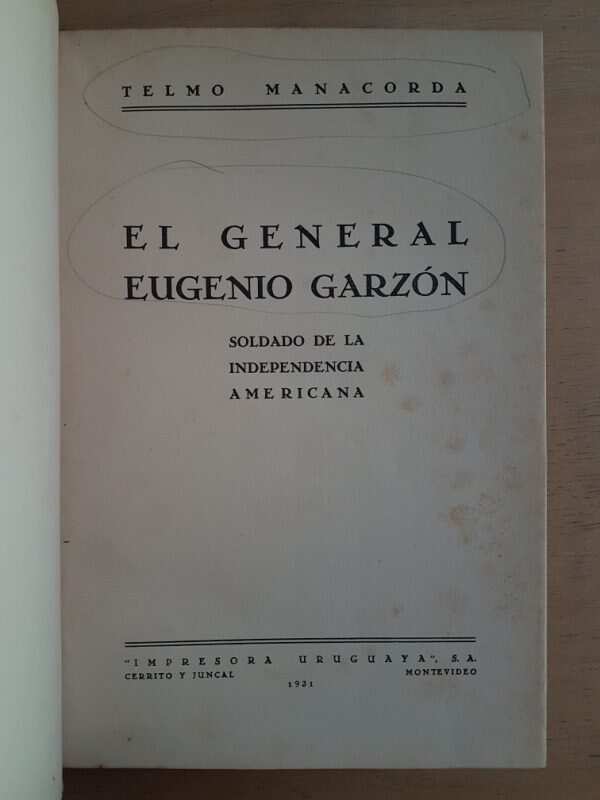 TELMO MANACORDA
EL GENERAL
EUGENIO GARZÓN
SOLDADO DE LA
INDEPENDENCIA
AMERICANA
"IMPRESORA URUGUAYA", S. A.
CERRITO Y JUNCAL MONTEVIDEO
1931